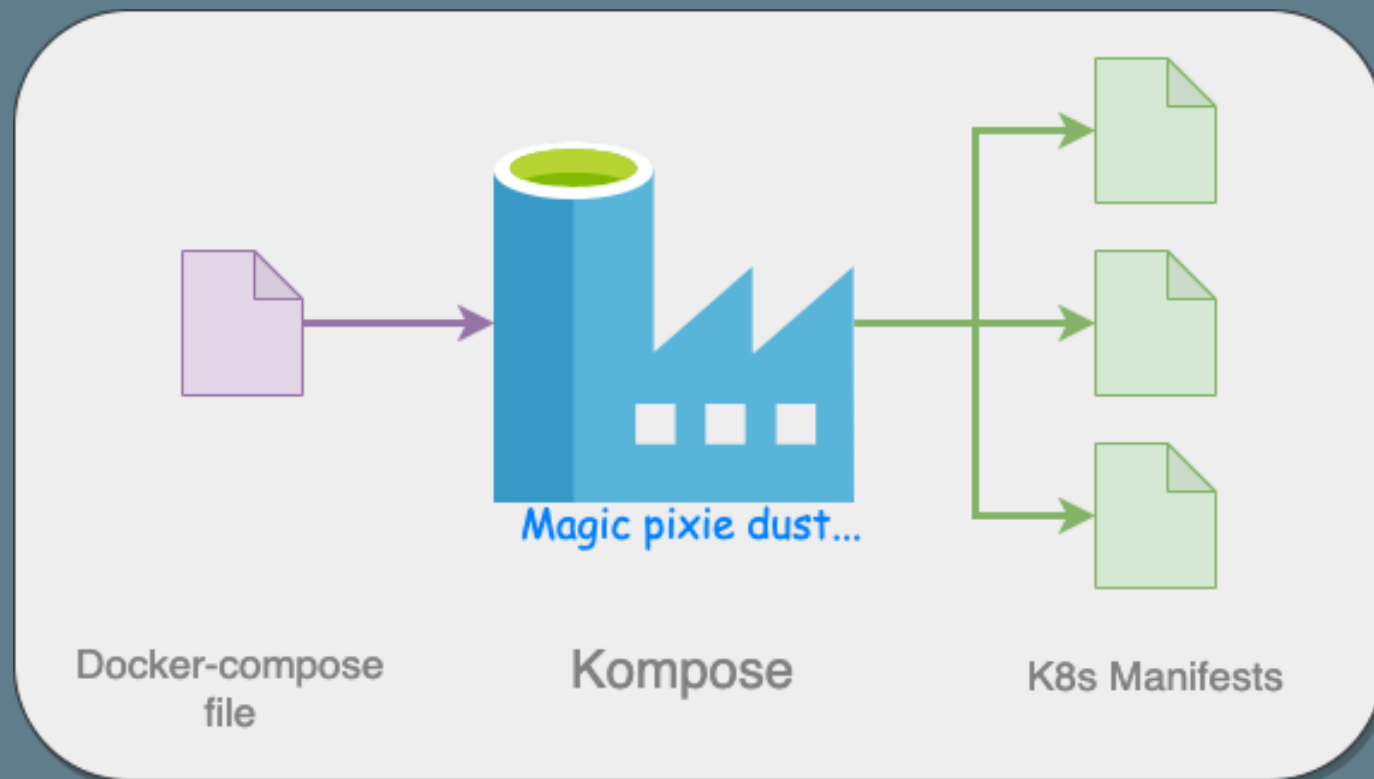 Magic pixie dust...
Docker-compose
file
Kompose
K8s Manifests